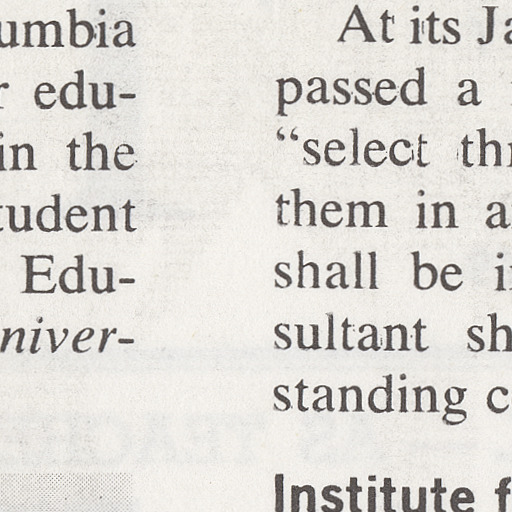 umbia
r edu-
in the
tudent
Edu-
niver-
At its Ja
passed a
“select thr
them in a
shall be i
sultant sh
standing c
Institute f